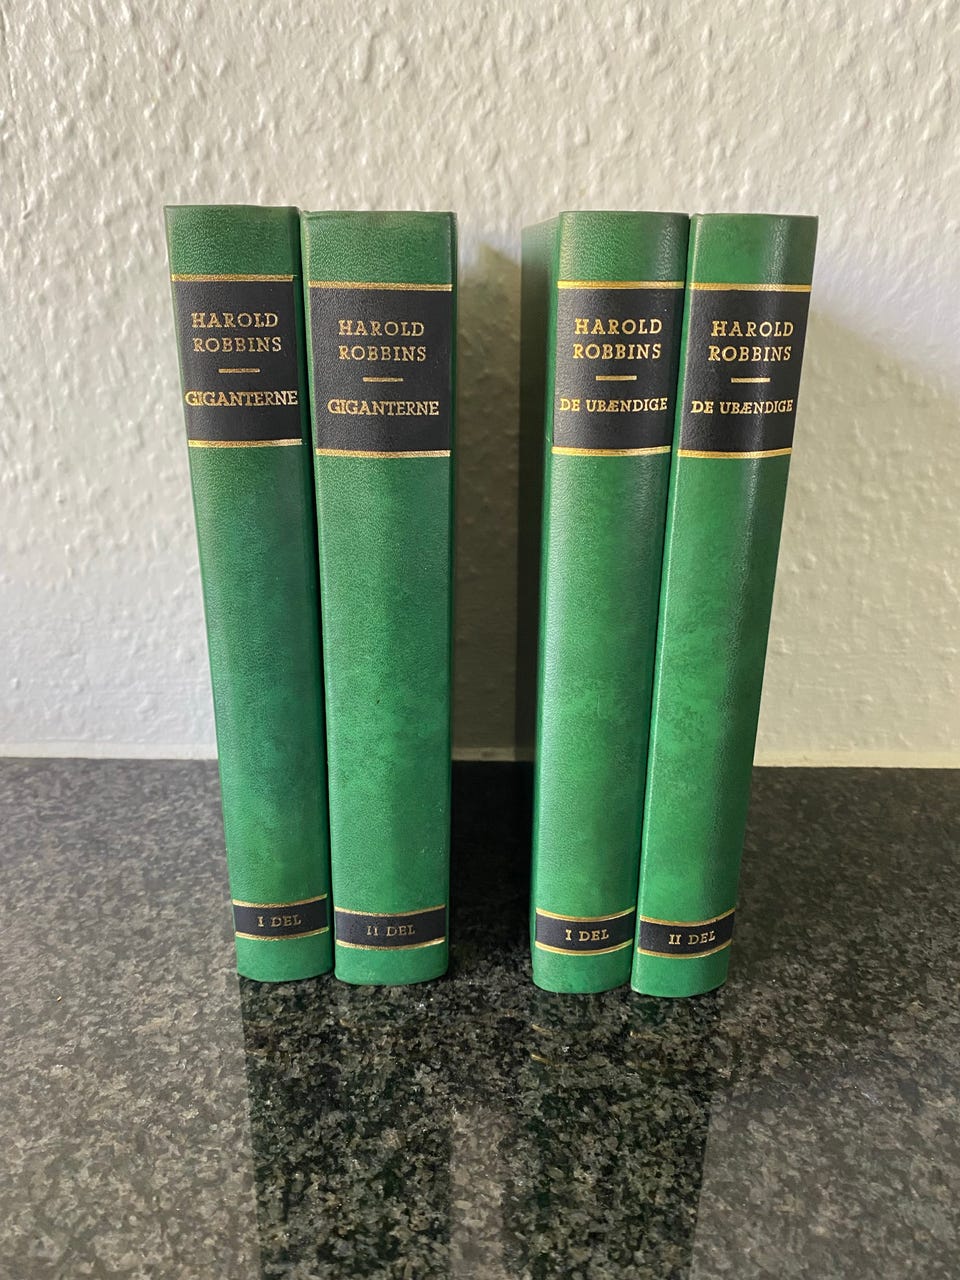 HAROLD
ROBBINS
GIGANTERNE
I DEL
HAROLD
ROBBINS
GIGANTERNE
II DEL
HAROLD
ROBBINS
DE UBÆNDIGE
I DEL
HAROLD
ROBBINS
DE UBÆNDIGE
II DEL